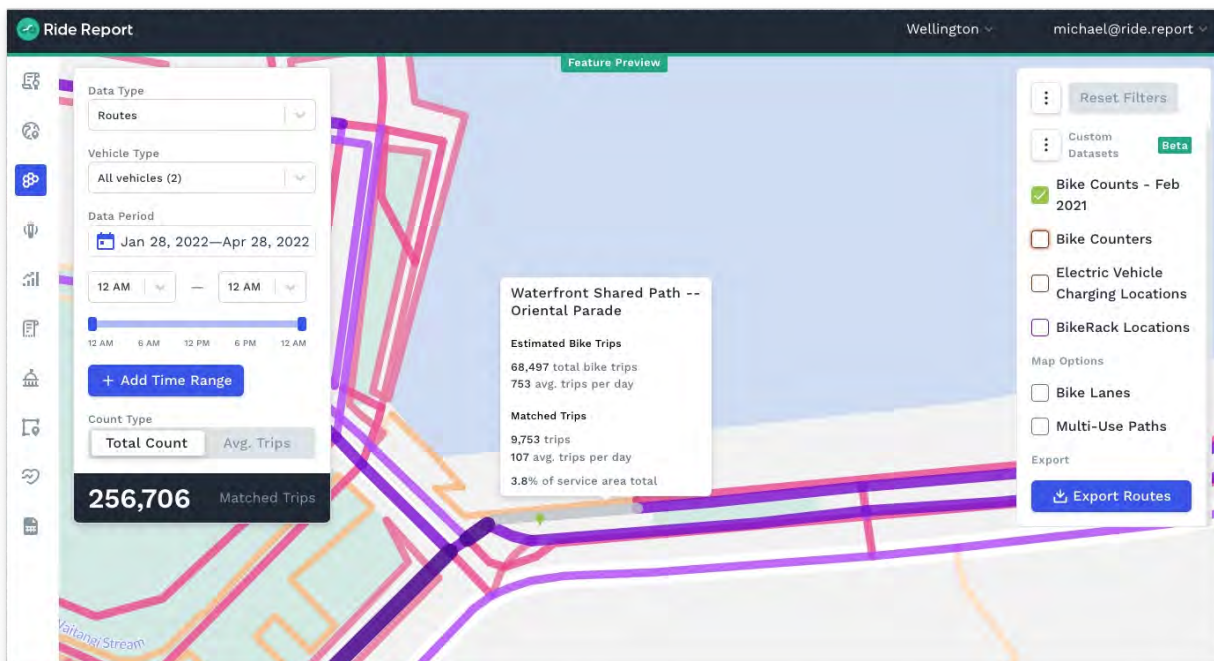 Ride Report
Wellington
michael@ride.report
Feature Preview
Data Type
Routes
Vehicle Type
All vehicles (2)
Data Period
Jan 28, 2022—Apr 28, 2022
12 AM — 12 AM
12 AM 6 AM 12 PM 6 PM 12 AM
+ Add Time Range
Count Type
Total Count Avg. Trips
256,706 Matched Trips
Waterfront Shared Path --
Oriental Parade
Estimated Bike Trips
68,497 total bike trips
753 avg. trips per day
Matched Trips
9,753 trips
107 avg. trips per day
3.8% of service area total
Reset Filters
Custom
Datasets
Beta
Bike Counts - Feb
2021
Bike Counters
Electric Vehicle
Charging Locations
BikeRack Locations
Map Options
Bike Lanes
Multi-Use Paths
Export
Export Routes
Waitangi Stream